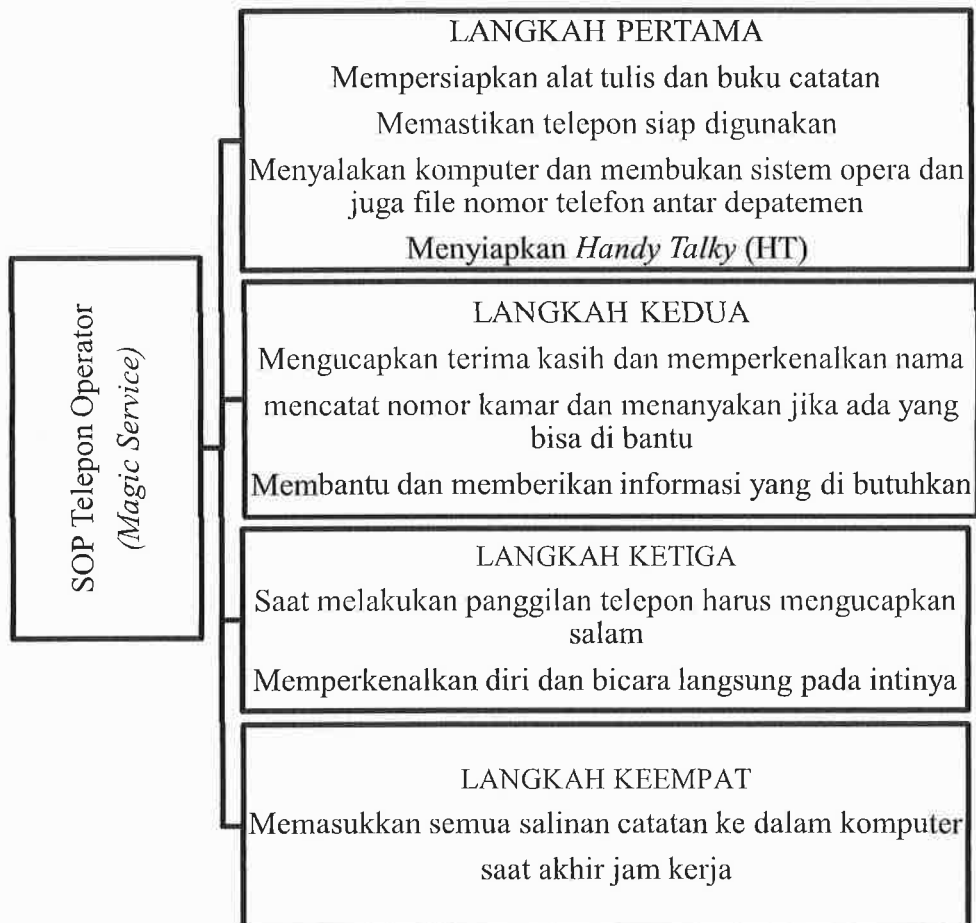 SOP Telepon Operator
(Magic Service)
LANGKAH PERTAMA
Mempersiapkan alat tulis dan buku catatan
Memastikan telepon siap digunakan
Menyalakan komputer dan membukan sistem opera dan
juga file nomor telefon antar depatemen
Menyiapkan Handy Talky (HT)
LANGKAH KEDUA
Mengucapkan terima kasih dan memperkenalkan nama
mencatat nomor kamar dan menanyakan jika ada yang
bisa di bantu
Membantu dan memberikan informasi yang di butuhkan
LANGKAH KETIGA
Saat melakukan panggilan telepon harus mengucapkan
salam
Memperkenalkan diri dan bicara langsung pada intinya
LANGKAH KEEMPAT
Memasukkan semua salinan catatan ke dalam komputer
saat akhir jam kerja